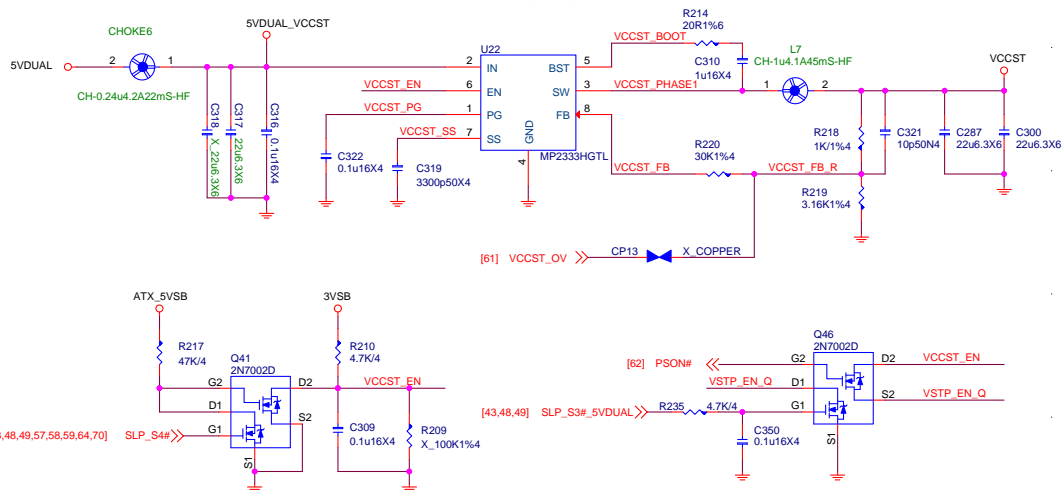 CHOKE6
5VDUAL
2
1
CH-0.24u4.2A22mS-HF
5VDUAL_VCCST
C318
X_22u6.3X6
C317
22u6.3X6
C316
0.1u16X4
U22
2 IN
6 EN
1 PG
7 SS
BST 5
SW 3
FB 8
GND
4
MP2333HGTL
VCCST_EN
VCCST_PG
VCCST_SS
C322
0.1u16X4
C319
3300p50X4
VCCST_BOOT
R214
20R1%6
C310
1u16X4
VCCST_PHASE1
L7
CH-1u4.1A45mS-HF
1
2
VCCST
R218
1K/1%4
C321
10p50N4
C287
22u6.3X6
C300
22u6.3X6
VCCST_FB
R220
30K1%4
VCCST_FB_R
R219
3.16K1%4
[61] VCCST_OV
CP13
X_COPPER
ATX_5VSB
R217
47K/4
Q41
2N7002D
G2
D1
G1
D2
S2
S1
,48,49,57,58,59,64,70] SLP_S4#
3VSB
R210
4.7K/4
VCCST_EN
C309
0.1u16X4
R209
X_100K1%4
Q46
2N7002D
[62] PSON#
G2
D1
G1
D2
S2
S1
VCCST_EN
VSTP_EN_Q
VSTP_EN_Q
[43,48,49] SLP_S3#_5VDUAL
R235
4.7K/4
C350
0.1u16X4